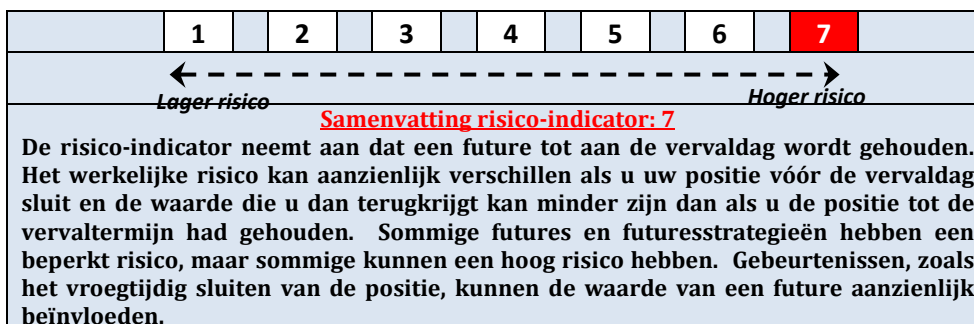 1 2 3 4 5 6 7
Lager risico Hoger risico
Samenvatting risico-indicator: 7
De risico-indicator neemt aan dat een future tot aan de vervaldag wordt gehouden.
Het werkelijke risico kan aanzienlijk verschillen als u uw positie vóór de vervaldag
sluit en de waarde die u dan terugkrijgt kan minder zijn dan als u de positie tot de
vervaltermijn had gehouden. Sommige futures en futuresstrategieën hebben een
beperkt risico, maar sommige kunnen een hoog risico hebben. Gebeurtenissen, zoals
het vroegtijdig sluiten van de positie, kunnen de waarde van een future aanzienlijk
beïnvloeden.